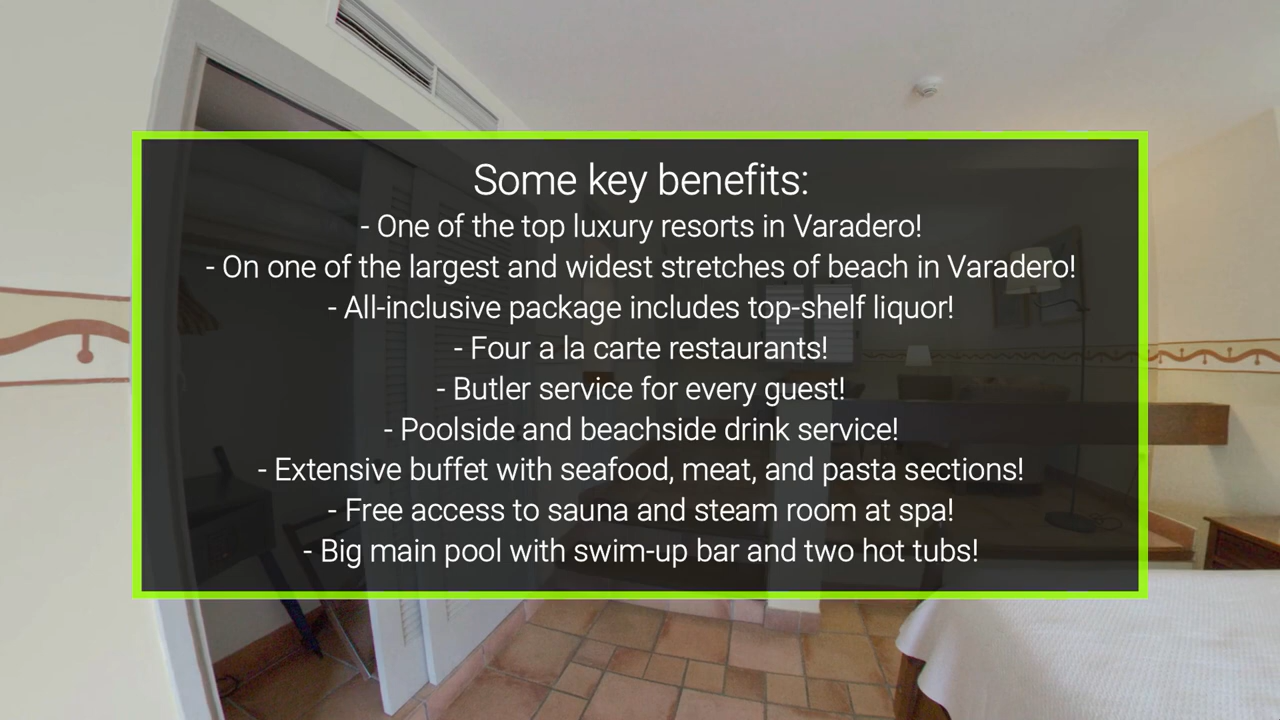 Some key benefits:
- One of the top luxury resorts in Varadero!
- On one of the largest and widest stretches of beach in Varadero!
- All-inclusive package includes top-shelf liquor!
- Four a la carte restaurants!
- Butler service for every guest!
- Poolside and beachside drink service!
- Extensive buffet with seafood, meat, and pasta sections!
- Free access to sauna and steam room at spa!
- Big main pool with swim-up bar and two hot tubs!